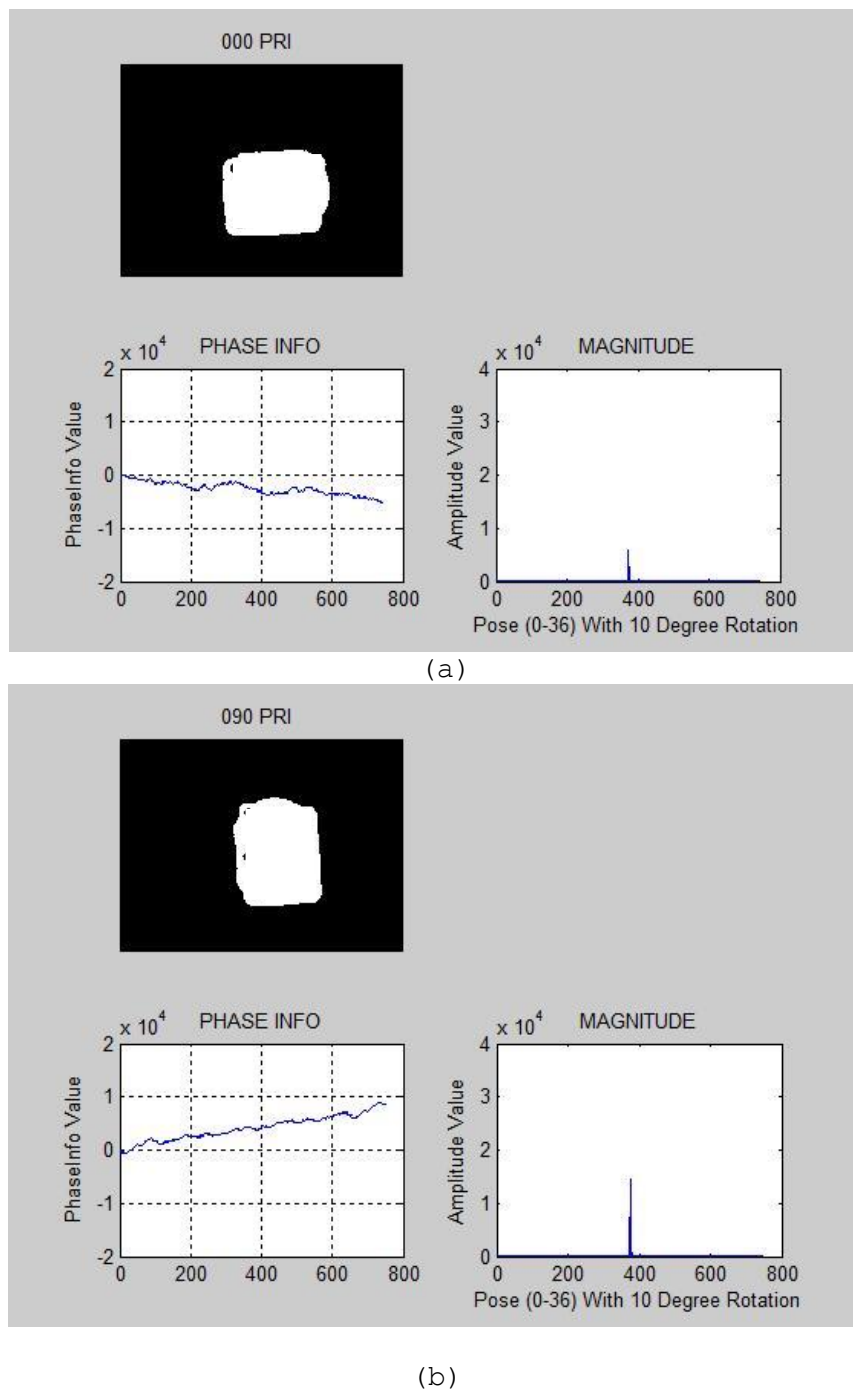 000 PRI
x 10^4 PHASE INFO
PhaseInfo Value
2
1
0
-1
-2
0 200 400 600 800
x 10^4 MAGNITUDE
Amplitude Value
4
3
2
1
0
0 200 400 600 800
Pose (0-36) With 10 Degree Rotation
(a)
090 PRI
x 10^4 PHASE INFO
PhaseInfo Value
2
1
0
-1
-2
0 200 400 600 800
x 10^4 MAGNITUDE
Amplitude Value
4
3
2
1
0
0 200 400 600 800
Pose (0-36) With 10 Degree Rotation
(b)